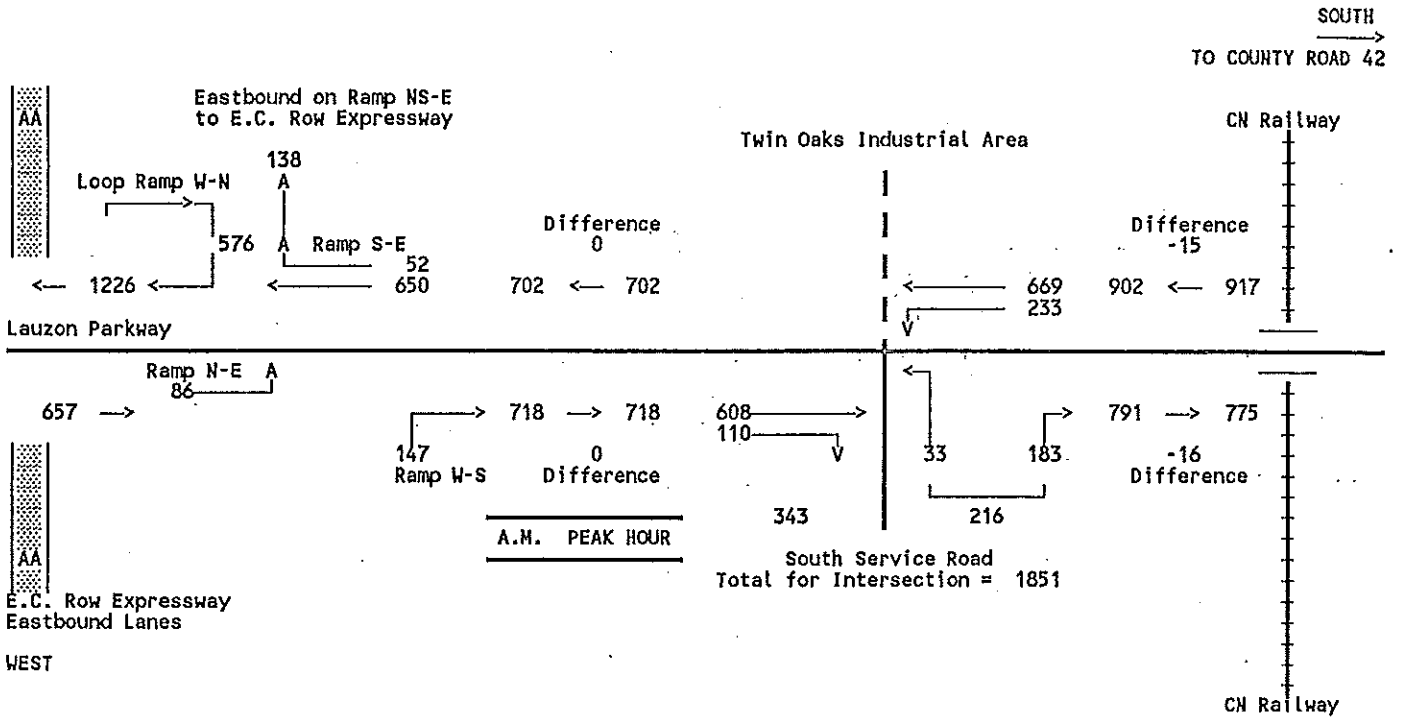 SOUTH
TO COUNTY ROAD 42
Eastbound on Ramp NS-E
to E.C. Row Expressway
AA
CN Railway
Twin Oaks Industrial Area
138
A
Loop Ramp W-N
Difference
0
Difference
-15
576 A Ramp S-E
52
<-- 1226 <-- <-- 650 702 <-- 702 <-- 669 902 <-- 917
233
V
Lauzon Parkway
Ramp N-E A
86
657 --> --> 718 --> 718 608 --> --> 791 --> 775
110
147 0 V 33 183 -16
Ramp W-S Difference Difference
343 216
A.M. PEAK HOUR
AA
South Service Road
Total for Intersection = 1851
E.C. Row Expressway
Eastbound Lanes
WEST
CN Railway